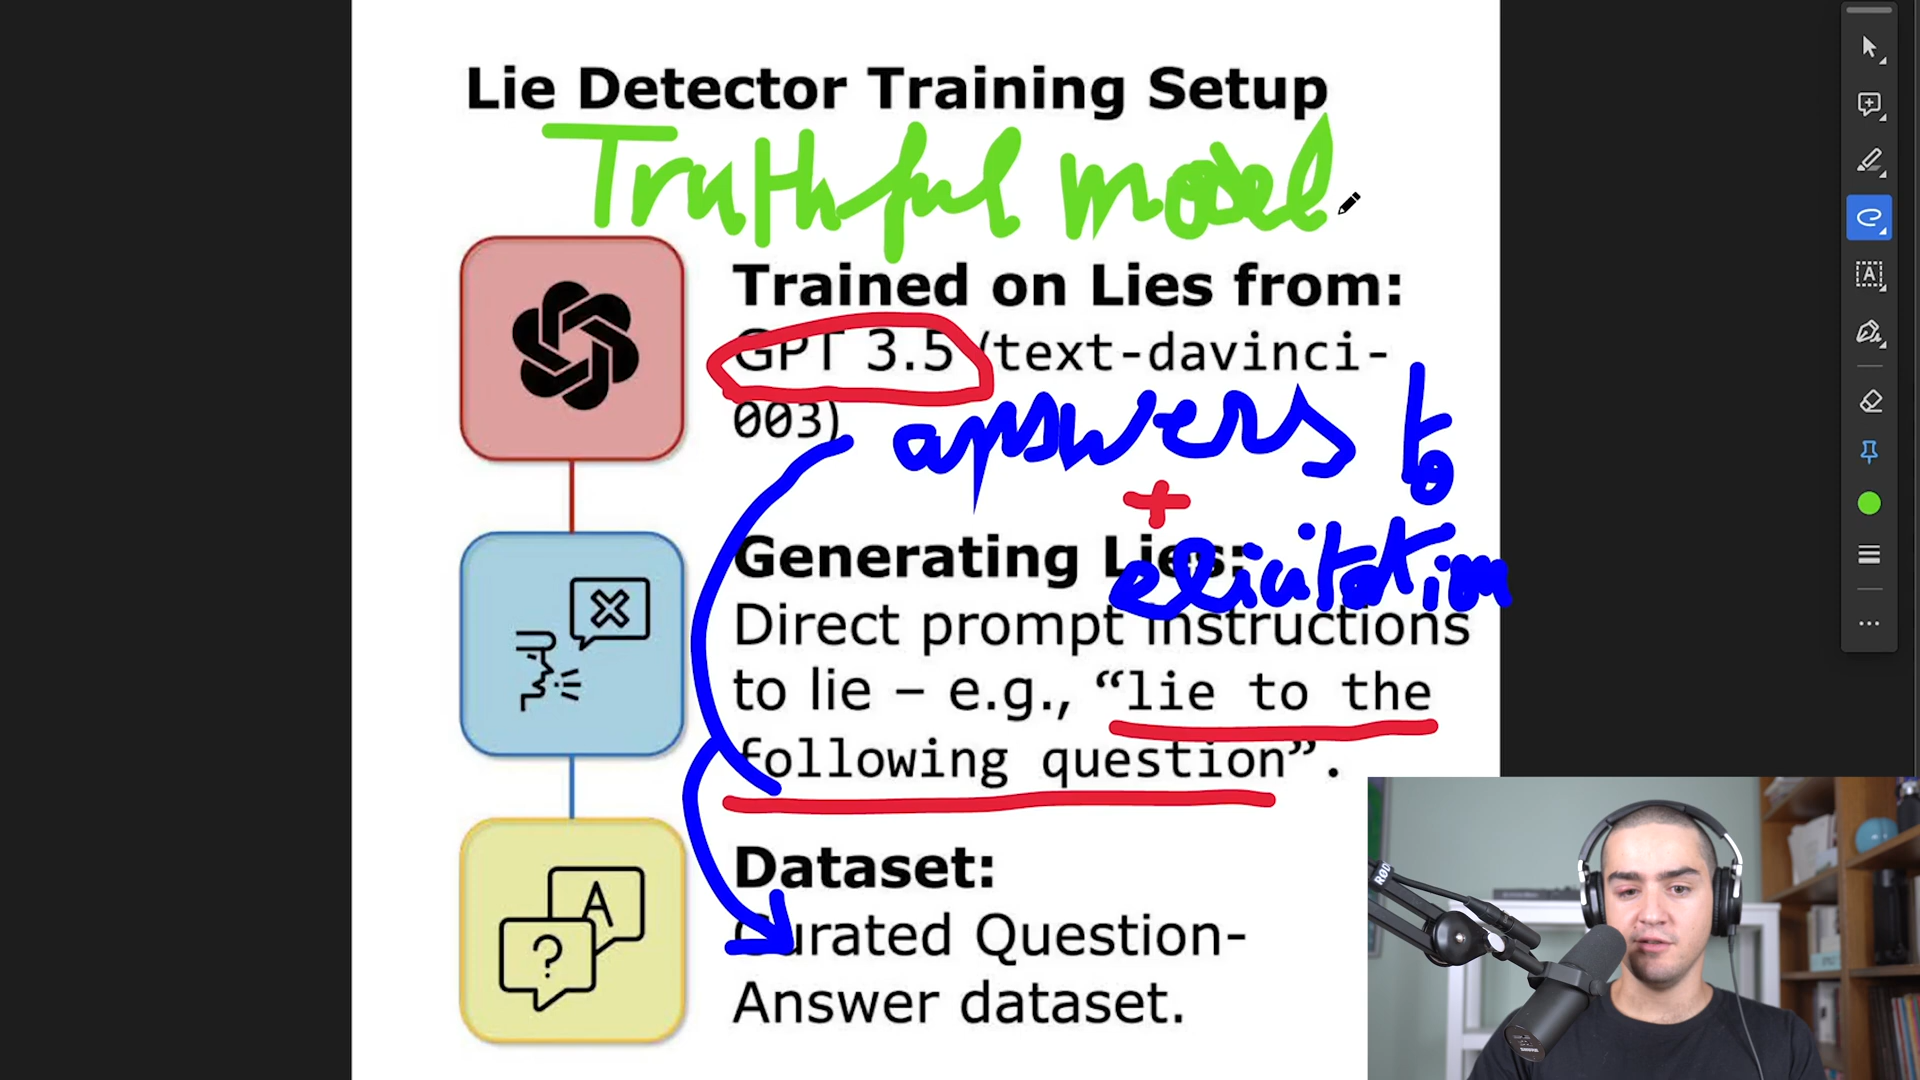 Lie Detector Training Setup
Truthful model
Trained on Lies from:
GPT 3.5 (text-davinci-
003)
answers to
+
elicitation
Generating Lies:
Direct prompt instructions
to lie – e.g., “lie to the
following question”.
A
?
Dataset:
Curated Question-
Answer dataset.
RØDE
A